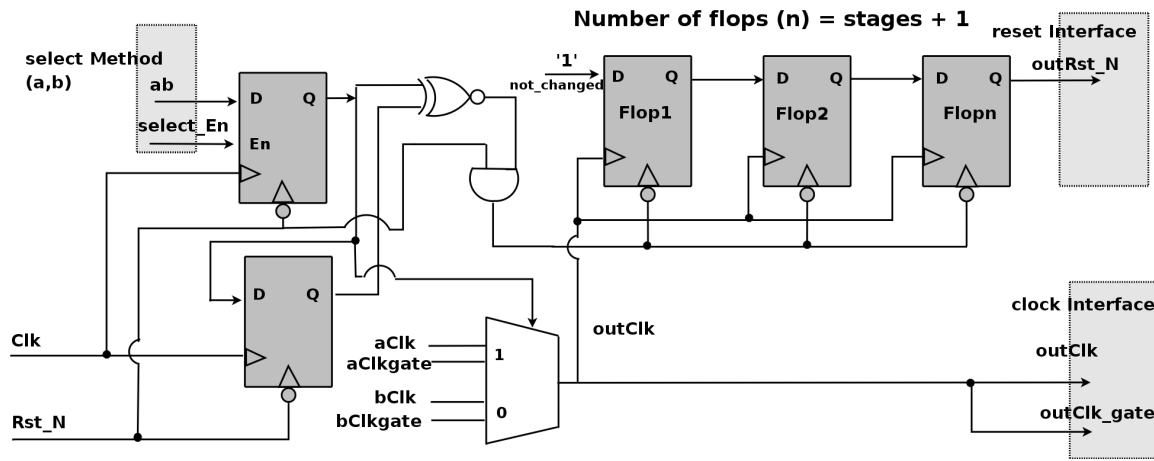 Number of flops (n) = stages + 1
select Method
(a,b)
ab
select_En
D Q
En
'1'
not_changed
D Q
Flop1
D Q
Flop2
D Q
Flopn
reset Interface
outRst_N
D Q
Clk
Rst_N
aClk
aClkgate
bClk
bClkgate
1
0
outClk
clock Interface
outClk
outClk_gate